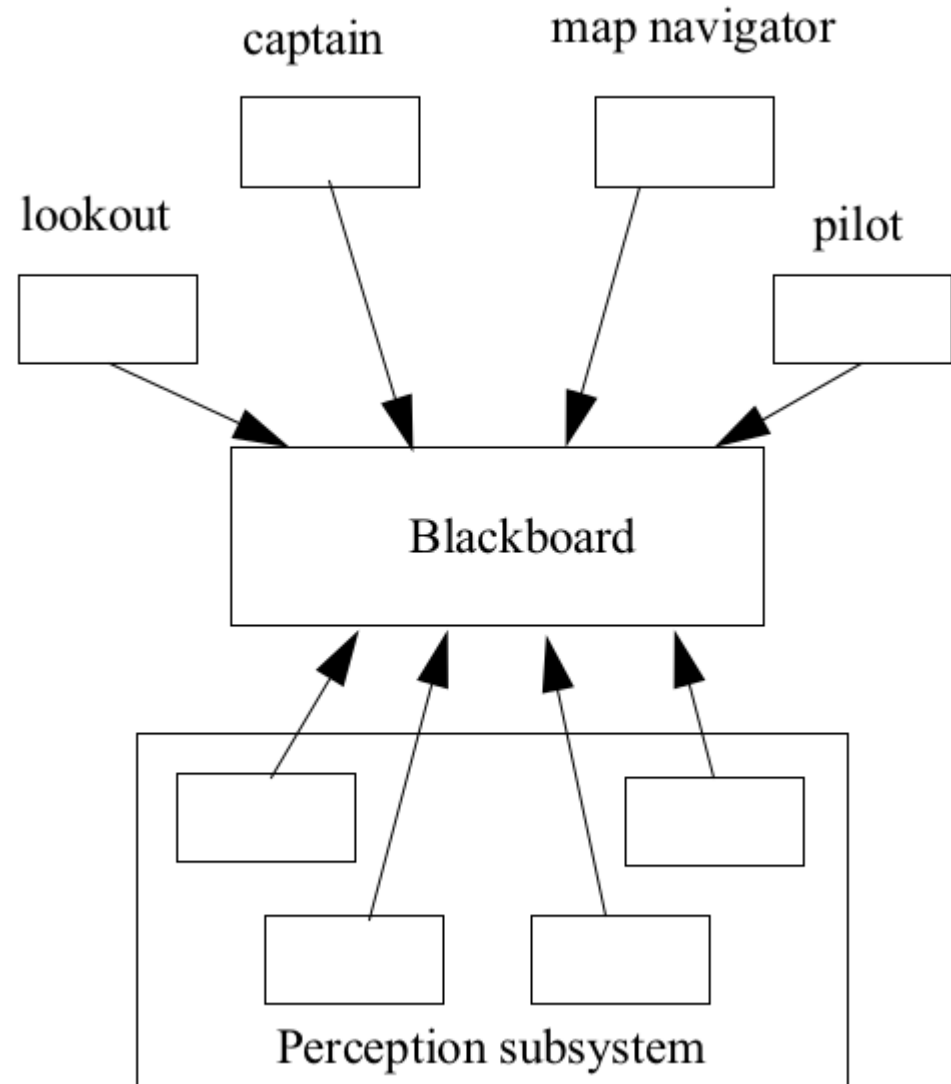 captain
map navigator
lookout
pilot
Blackboard
Perception subsystem